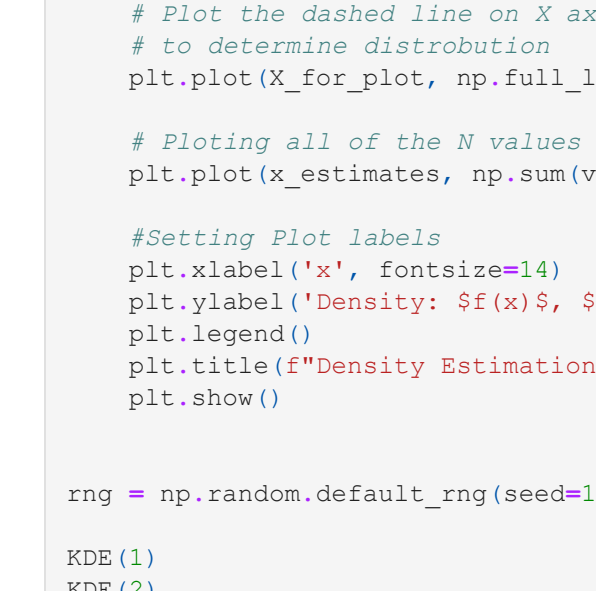 # Plot the dashed line on X ax
# to determine distrobution
plt.plot(X_for_plot, np.full_l
# Ploting all of the N values
plt.plot(x_estimates, np.sum(v
#Setting Plot labels
plt.xlabel('x', fontsize=14)
plt.ylabel('Density: $f(x)$, $
plt.legend()
plt.title(f"Density Estimation
plt.show()
rng = np.random.default_rng(seed=1
KDE(1)
KDE(2)